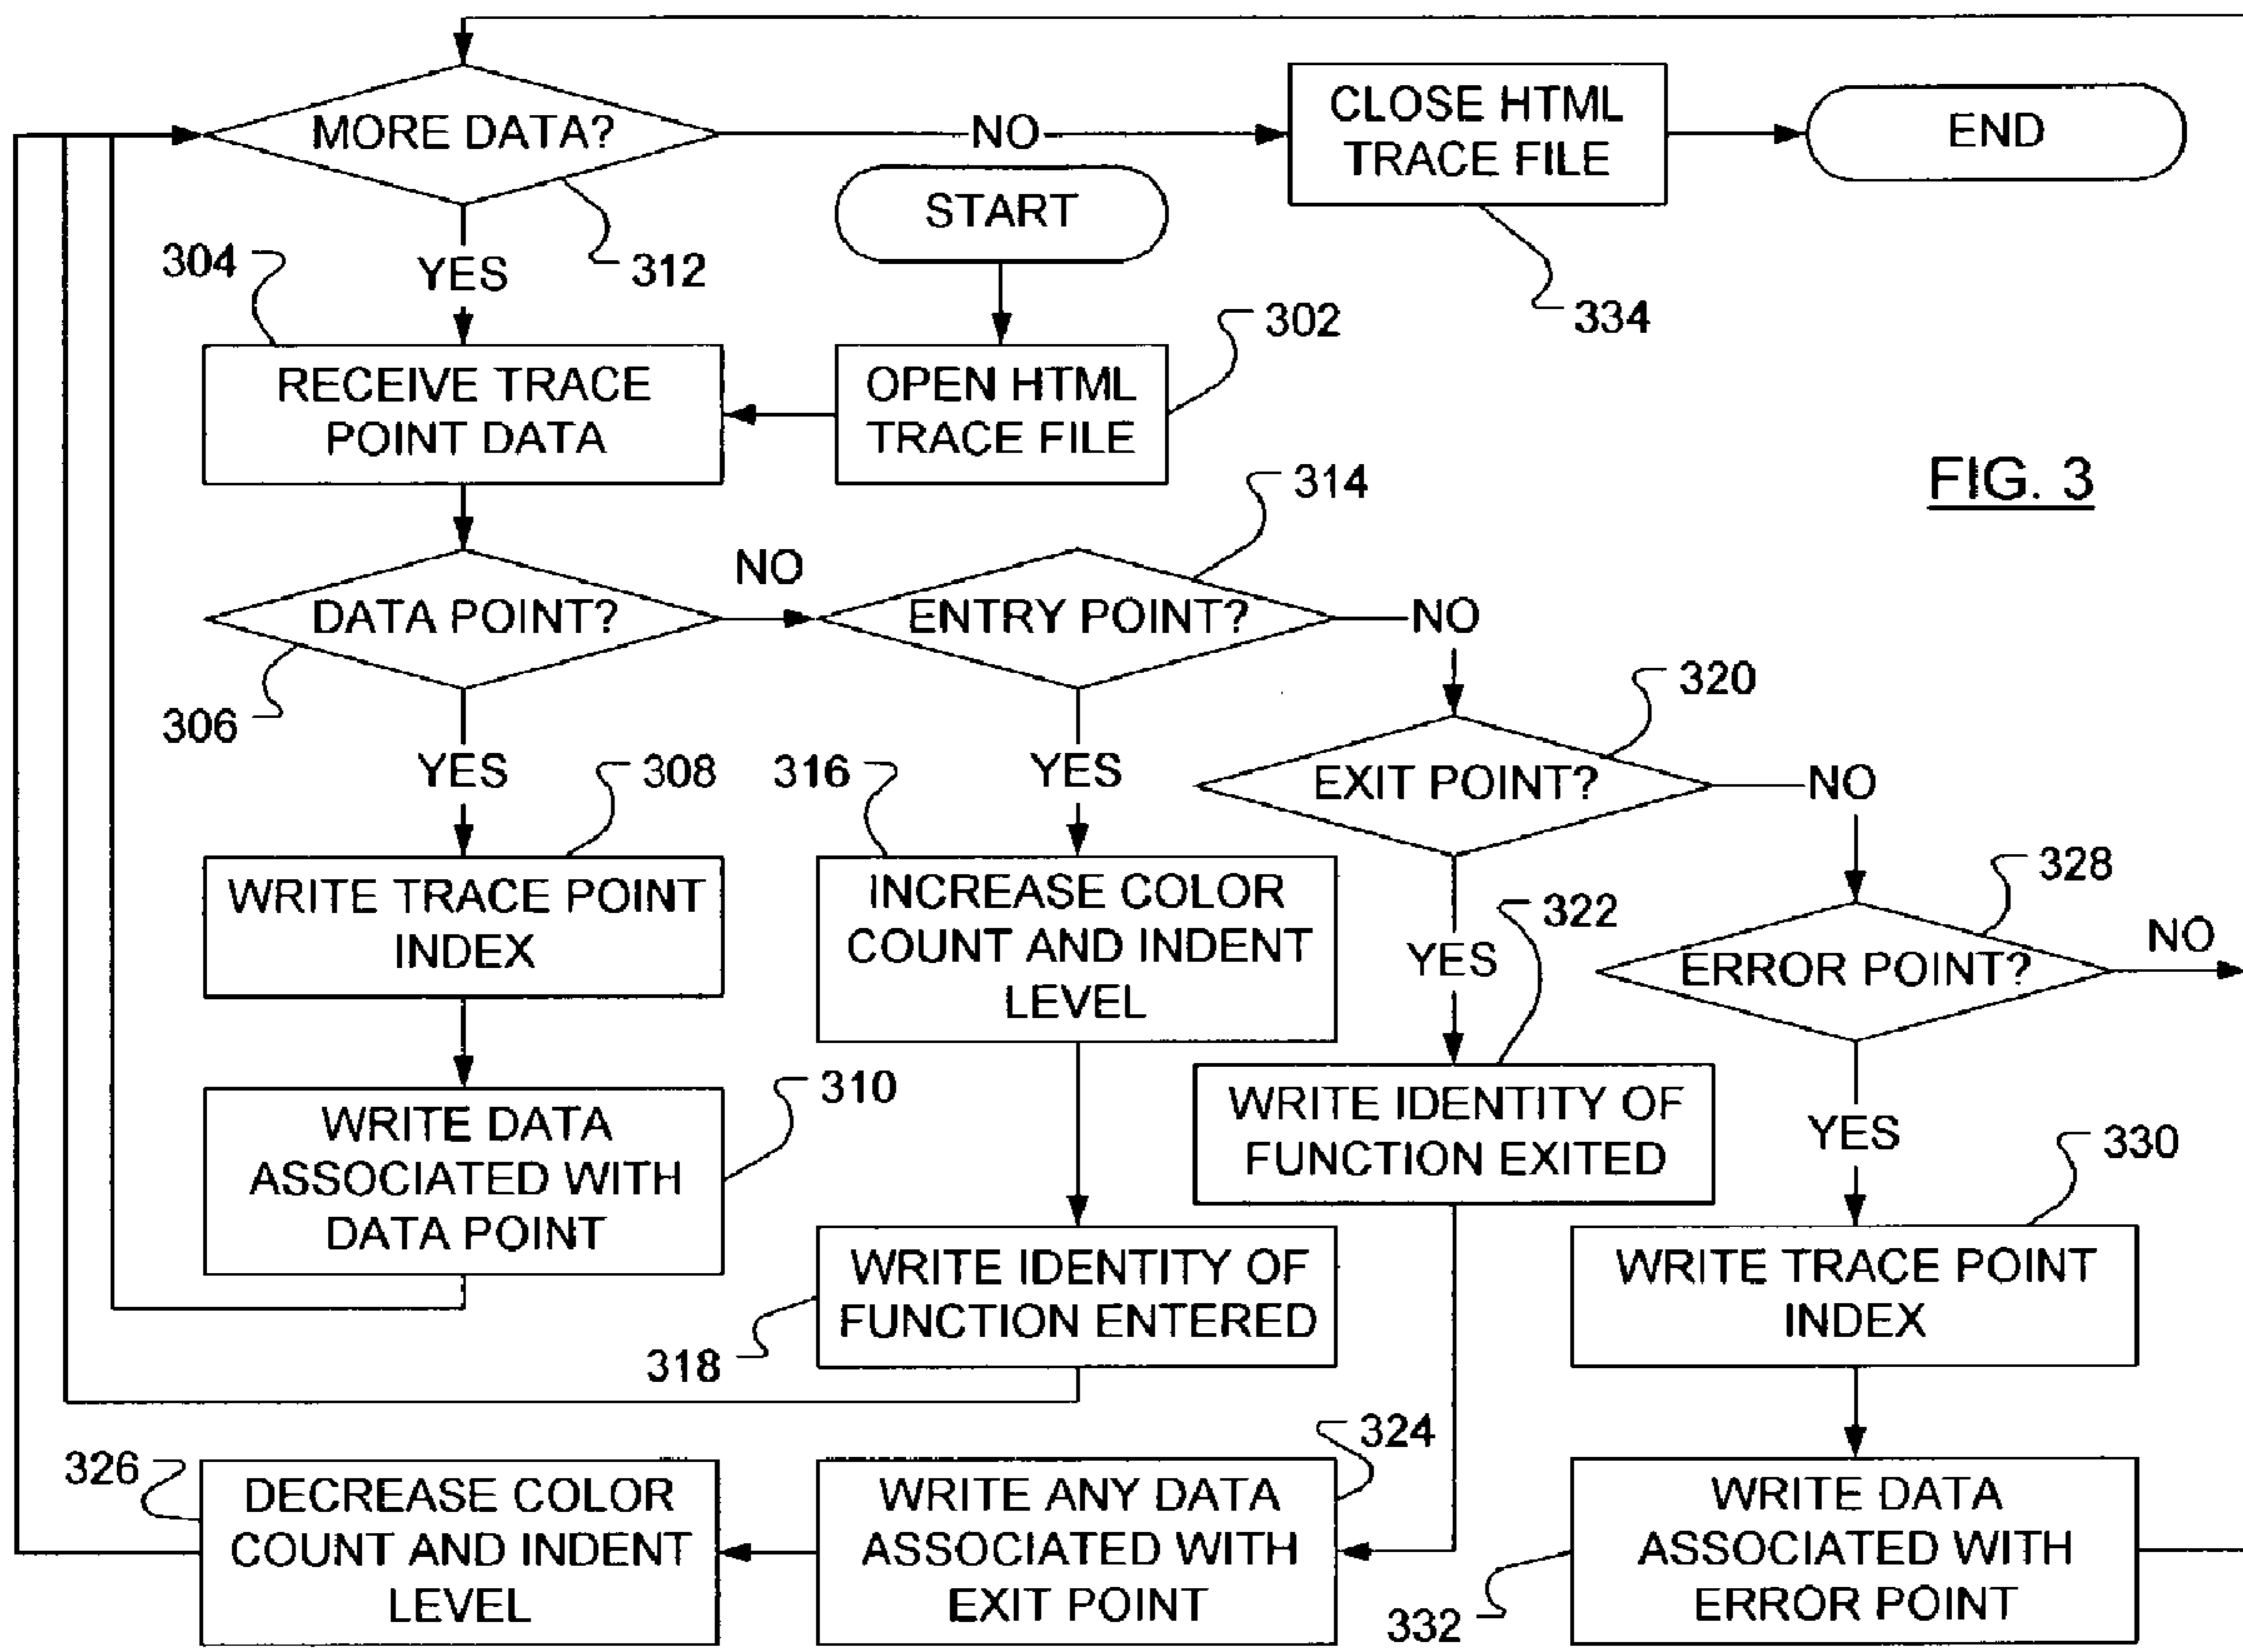 MORE DATA?
NO
CLOSE HTML
TRACE FILE
END
START
304
YES
312
334
302
RECEIVE TRACE
POINT DATA
OPEN HTML
TRACE FILE
FIG. 3
314
NO
DATA POINT?
ENTRY POINT?
NO
320
306
YES
308
316
YES
EXIT POINT?
NO
328
WRITE TRACE POINT
INDEX
INCREASE COLOR
COUNT AND INDENT
LEVEL
322
YES
ERROR POINT?
NO
310
WRITE DATA
ASSOCIATED WITH
DATA POINT
WRITE IDENTITY OF
FUNCTION EXITED
YES
330
WRITE IDENTITY OF
FUNCTION ENTERED
318
WRITE TRACE POINT
INDEX
326
DECREASE COLOR
COUNT AND INDENT
LEVEL
324
WRITE ANY DATA
ASSOCIATED WITH
EXIT POINT
332
WRITE DATA
ASSOCIATED WITH
ERROR POINT